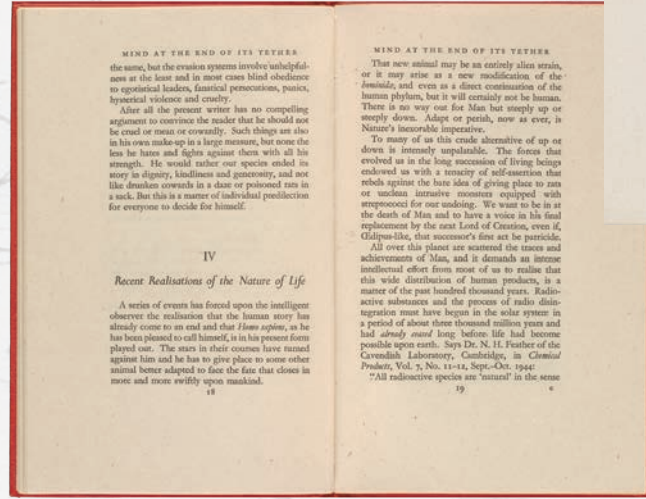 MIND AT THE END OF ITS TETHER
the same, but the evasion systems involve unhelpful-
ness at the least and in most cases blind obedience
to egotistical leaders, fanatical persecutions, panics,
hysterical violence and cruelty.
After all the present writer has no compelling
argument to convince the reader that he should not
be cruel or mean or cowardly. Such things are also
in his own make-up in a large measure, but none the
less he hates and fights against them with all his
strength. He would rather our species ended its
story in dignity, kindliness and generosity, and not
like drunken cowards in a daze or poisoned rats in
a sack. But this is a matter of individual predilection
for everyone to decide for himself.
IV
Recent Realisations of the Nature of Life
A series of events has forced upon the intelligent
observer the realisation that the human story has
already come to an end and that Homo sapiens, as he
has been pleased to call himself, is in his present form
played out. The stars in their courses have turned
against him and he has to give place to some other
animal better adapted to face the fate that closes in
more and more swiftly upon mankind.
18
MIND AT THE END OF ITS TETHER
That new animal may be an entirely alien strain,
or it may arise as a new modification of the
hominidæ, and even as a direct continuation of the
human phylum, but it will certainly not be human.
There is no way out for Man but steeply up or
steeply down. Adapt or perish, now as ever, is
Nature's inexorable imperative.
To many of us this crude alternative of up or
down is intensely unpalatable. The forces that
evolved us in the long succession of living beings
endowed us with a tenacity of self-assertion that
rebels against the bare idea of giving place to rats
or unclean intrusive monsters equipped with
streptococci for our undoing. We want to be in at
the death of Man and to have a voice in his final
replacement by the next Lord of Creation, even if,
Œdipus-like, that successor's first act be parricide.
All over this planet are scattered the traces and
achievements of Man, and it demands an intense
intellectual effort from most of us to realise that
this wide distribution of human products, is a
matter of the past hundred thousand years. Radio-
active substances and the process of radio disin-
tegration must have begun in the solar system in
a period of about three thousand million years and
had already ceased long before life had become
possible upon earth. Says Dr. N. H. Feather of the
Cavendish Laboratory, Cambridge, in Chemical
Products, Vol. 7, No. 11-12, Sept.-Oct. 1944:
"All radioactive species are 'natural' in the sense
19